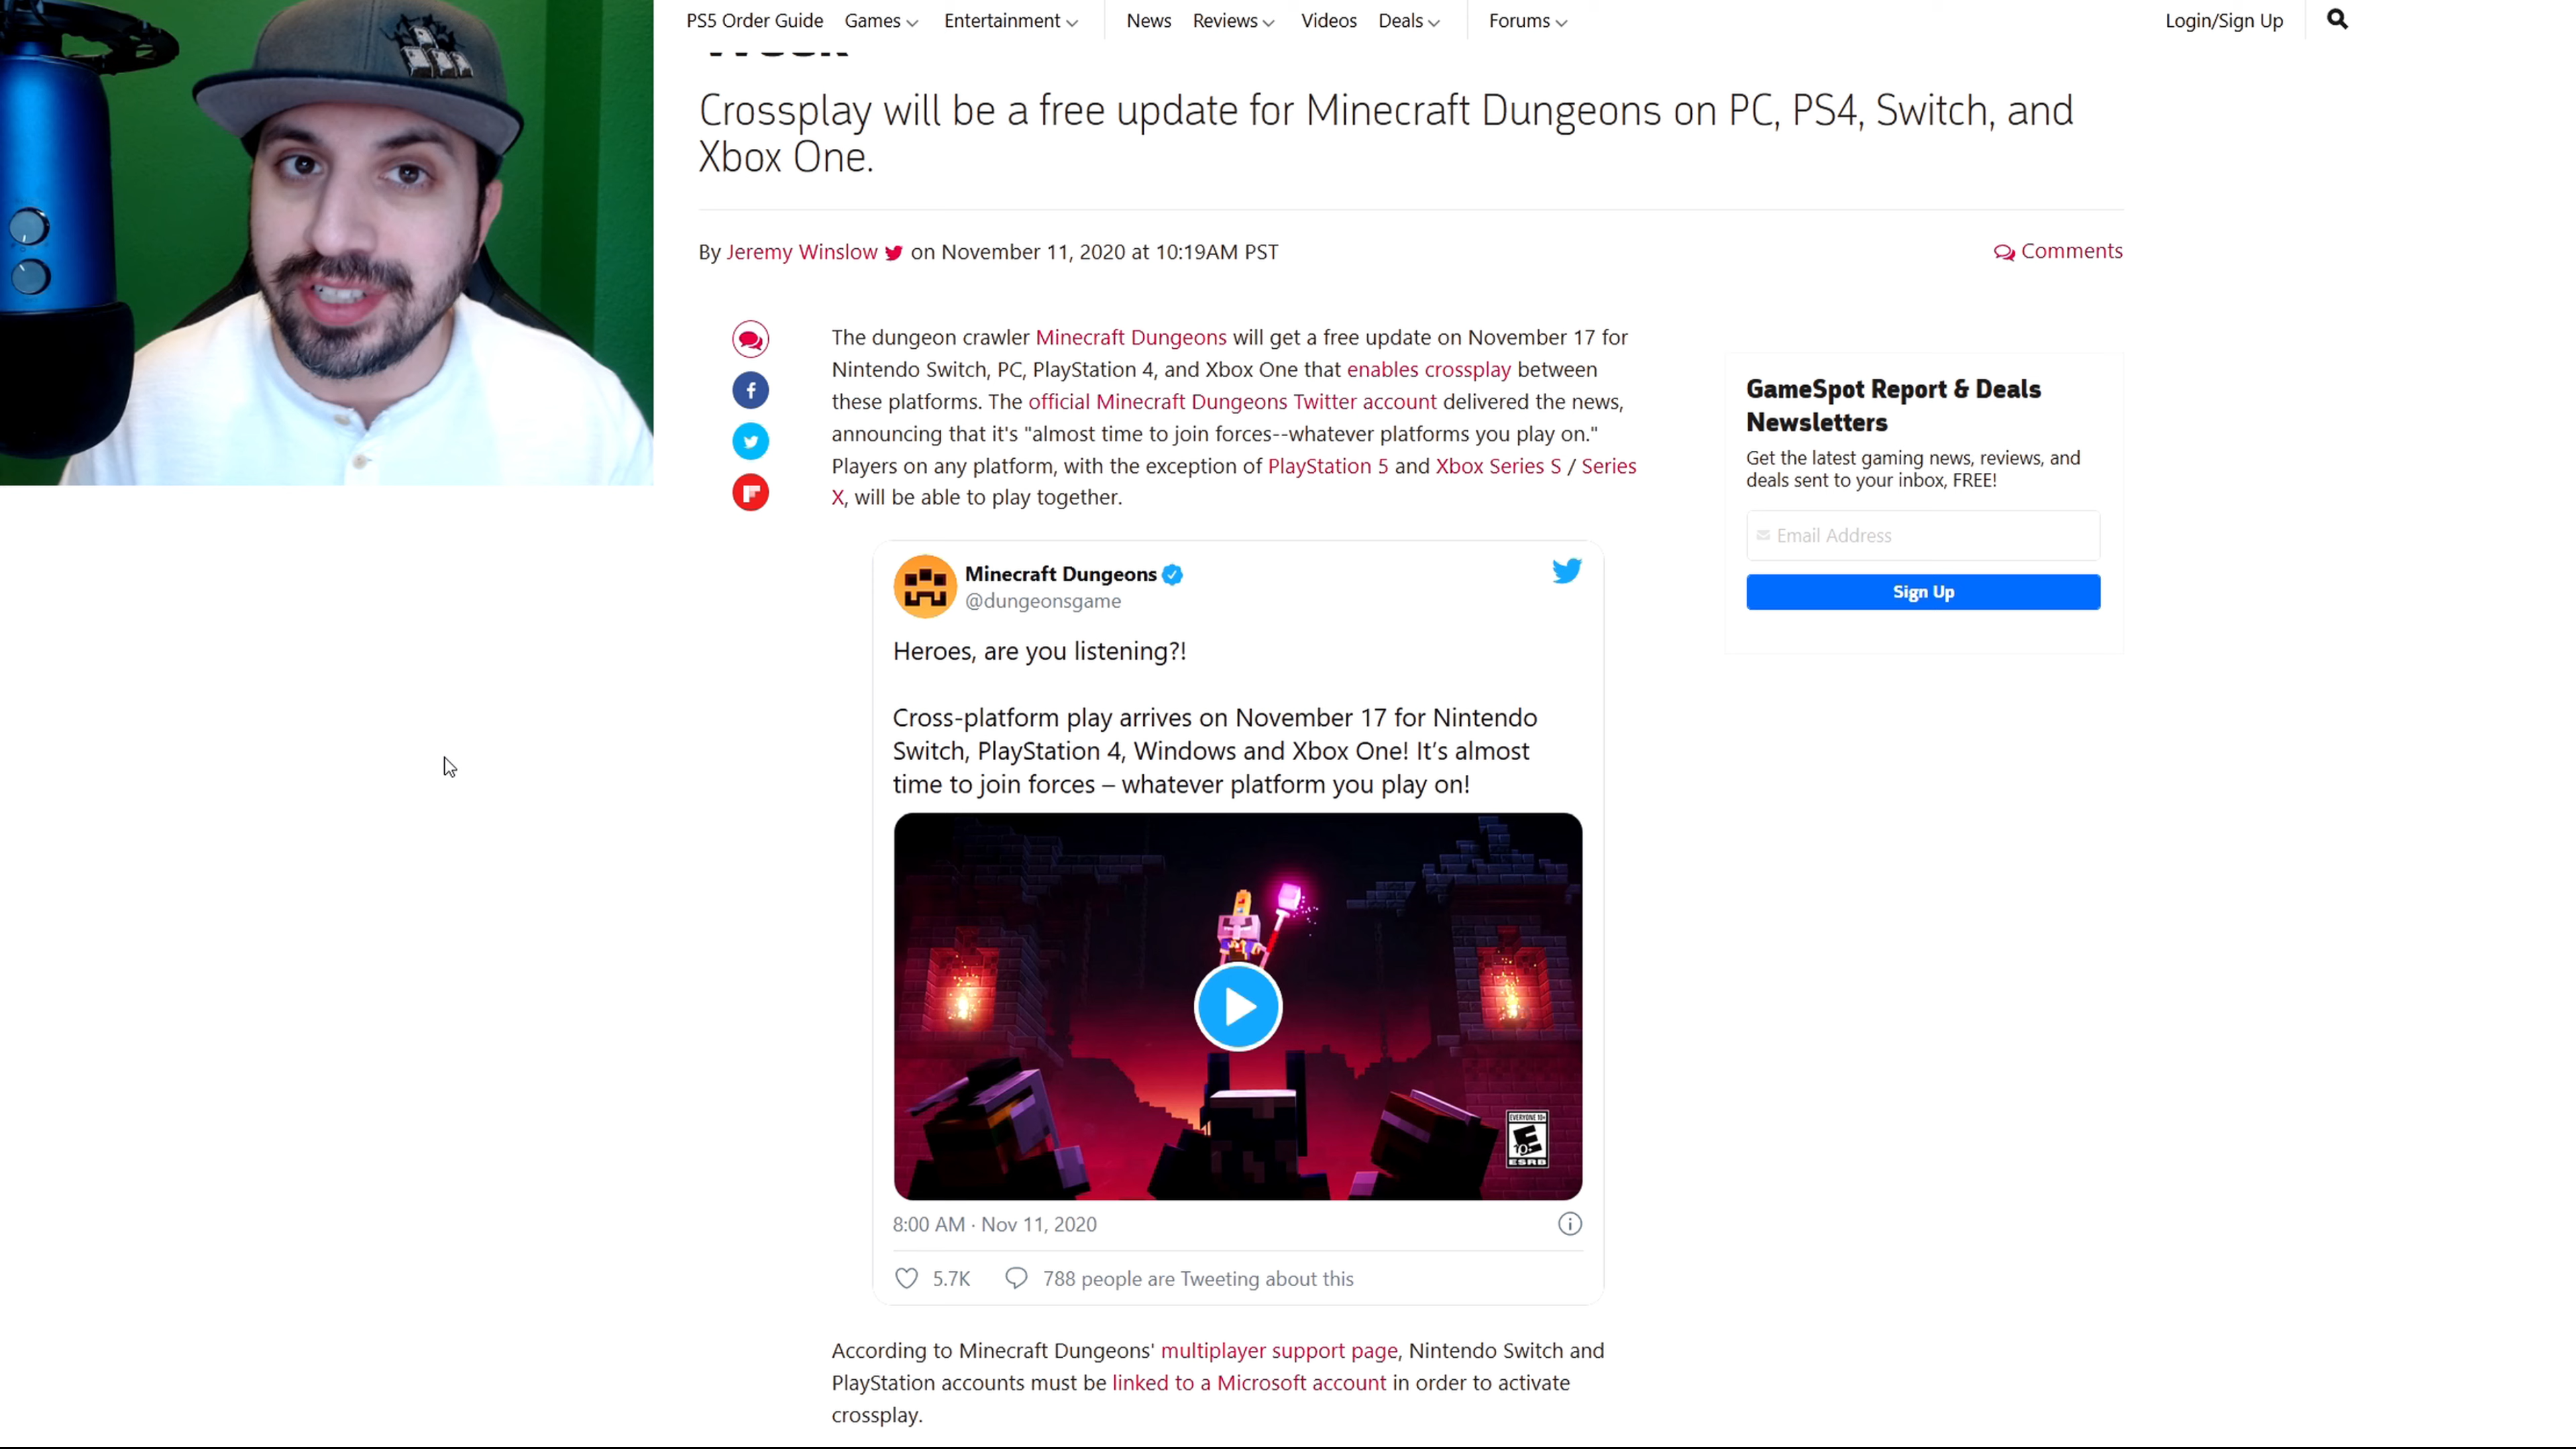 PS5 Order Guide Games Entertainment News Reviews Videos Deals Forums Login/Sign Up
Crossplay will be a free update for Minecraft Dungeons on PC, PS4, Switch, and
Xbox One.
By Jeremy Winslow on November 11, 2020 at 10:19AM PST
Comments
The dungeon crawler Minecraft Dungeons will get a free update on November 17 for
Nintendo Switch, PC, PlayStation 4, and Xbox One that enables crossplay between
these platforms. The official Minecraft Dungeons Twitter account delivered the news,
announcing that it's "almost time to join forces--whatever platforms you play on."
Players on any platform, with the exception of PlayStation 5 and Xbox Series S / Series
X, will be able to play together.
GameSpot Report & Deals
Newsletters
Get the latest gaming news, reviews, and
deals sent to your inbox, FREE!
Email Address
Sign Up
Minecraft Dungeons
@dungeonsgame
Heroes, are you listening?!
Cross-platform play arrives on November 17 for Nintendo
Switch, PlayStation 4, Windows and Xbox One! It’s almost
time to join forces – whatever platform you play on!
EVERYONE 10+
E
10+
ESRB
8:00 AM · Nov 11, 2020
5.7K 788 people are Tweeting about this
According to Minecraft Dungeons' multiplayer support page, Nintendo Switch and
PlayStation accounts must be linked to a Microsoft account in order to activate
crossplay.